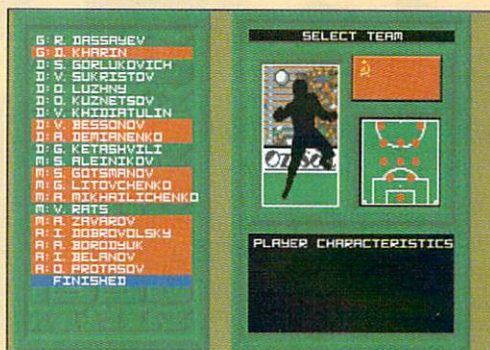 G: R. DASSAYEV
G: D. KHARIN
D: S. GORLUKOVICH
D: V. SUKRISTOV
D: O. LUZHNY
D: O. KUZNETSOV
D: V. KHIDIATULIN
D: V. BESSONOV
D: A. DEMIANENKO
D: G. KETASHVILI
M: S. ALEINIKOV
M: S. GOTSMANOV
M: G. LITOVCHENKO
M: A. MIKHAILICHENKO
M: V. RATS
M: A. ZAVAROV
A: I. DOBROVOLSKY
A: A. BORODYUK
A: I. BELANOV
A: O. PROTASOV
FINISHED
SELECT TEAM
PLAYER CHARACTERISTICS